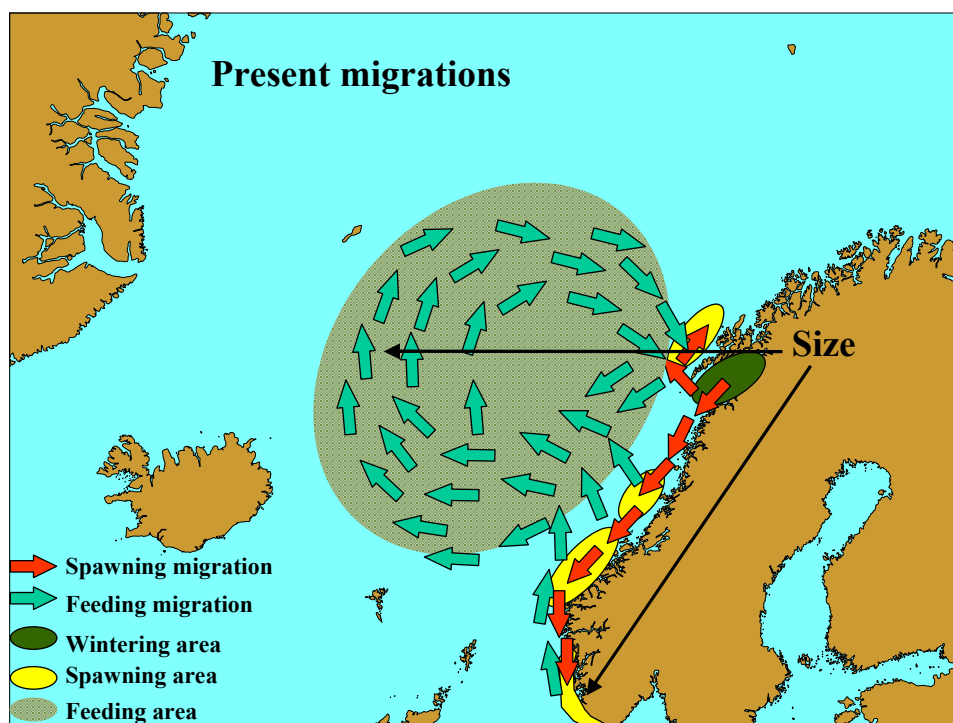 Present migrations
Size
Spawning migration
Feeding migration
Wintering area
Spawning area
Feeding area